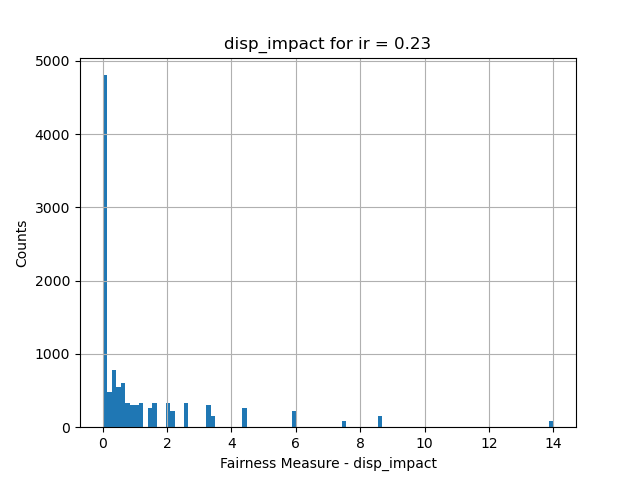 disp_impact for ir = 0.23
5000
4000
3000
2000
1000
0
Counts
0 2 4 6 8 10 12 14
Fairness Measure - disp_impact